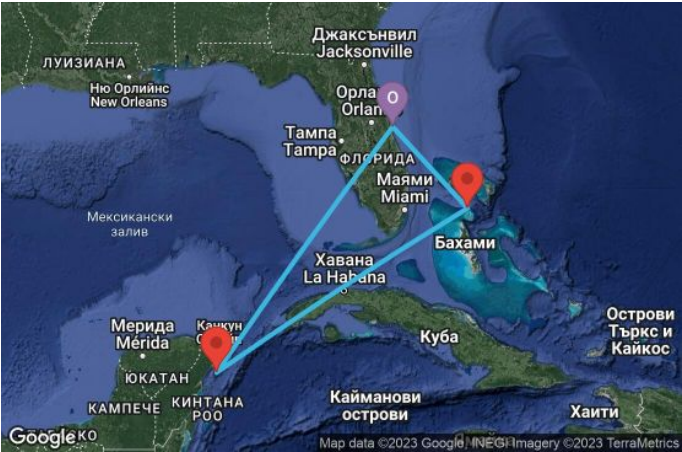 Джаксънвил
Jacksonville
ЛУИЗИАНА
Ню Орлийнс
New Orleans
Орла
Orlan
O
Тампа
Tampa
ФЛОРИДА
Маями
Miami
Мексикански
залив
Бахами
Хавана
La Habana
Мерида
Mérida
Канкун
Острови
Търкс и
Кайкос
Куба
ЮКАТАН
КАМПЕЧЕ
КИНТАНА
РОО
Кайманови
острови
Хаити
Google
Map data ©2023 Google, INEGI Imagery ©2023 TerraMetrics